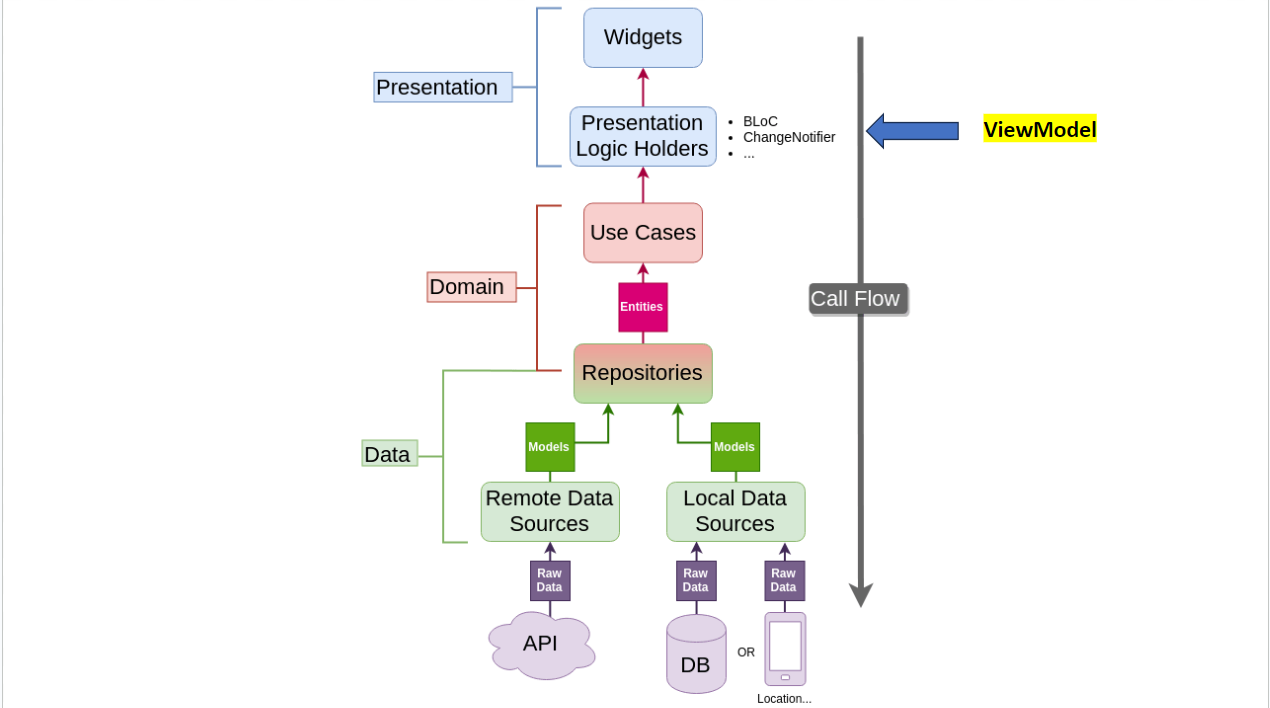 Widgets
Presentation
Presentation
Logic Holders
• BLoC
• ChangeNotifier
• ...
ViewModel
Use Cases
Domain
Entities
Call Flow
Repositories
Data
Models
Models
Remote Data
Sources
Local Data
Sources
Raw
Data
Raw
Data
Raw
Data
API
DB
OR
Location...